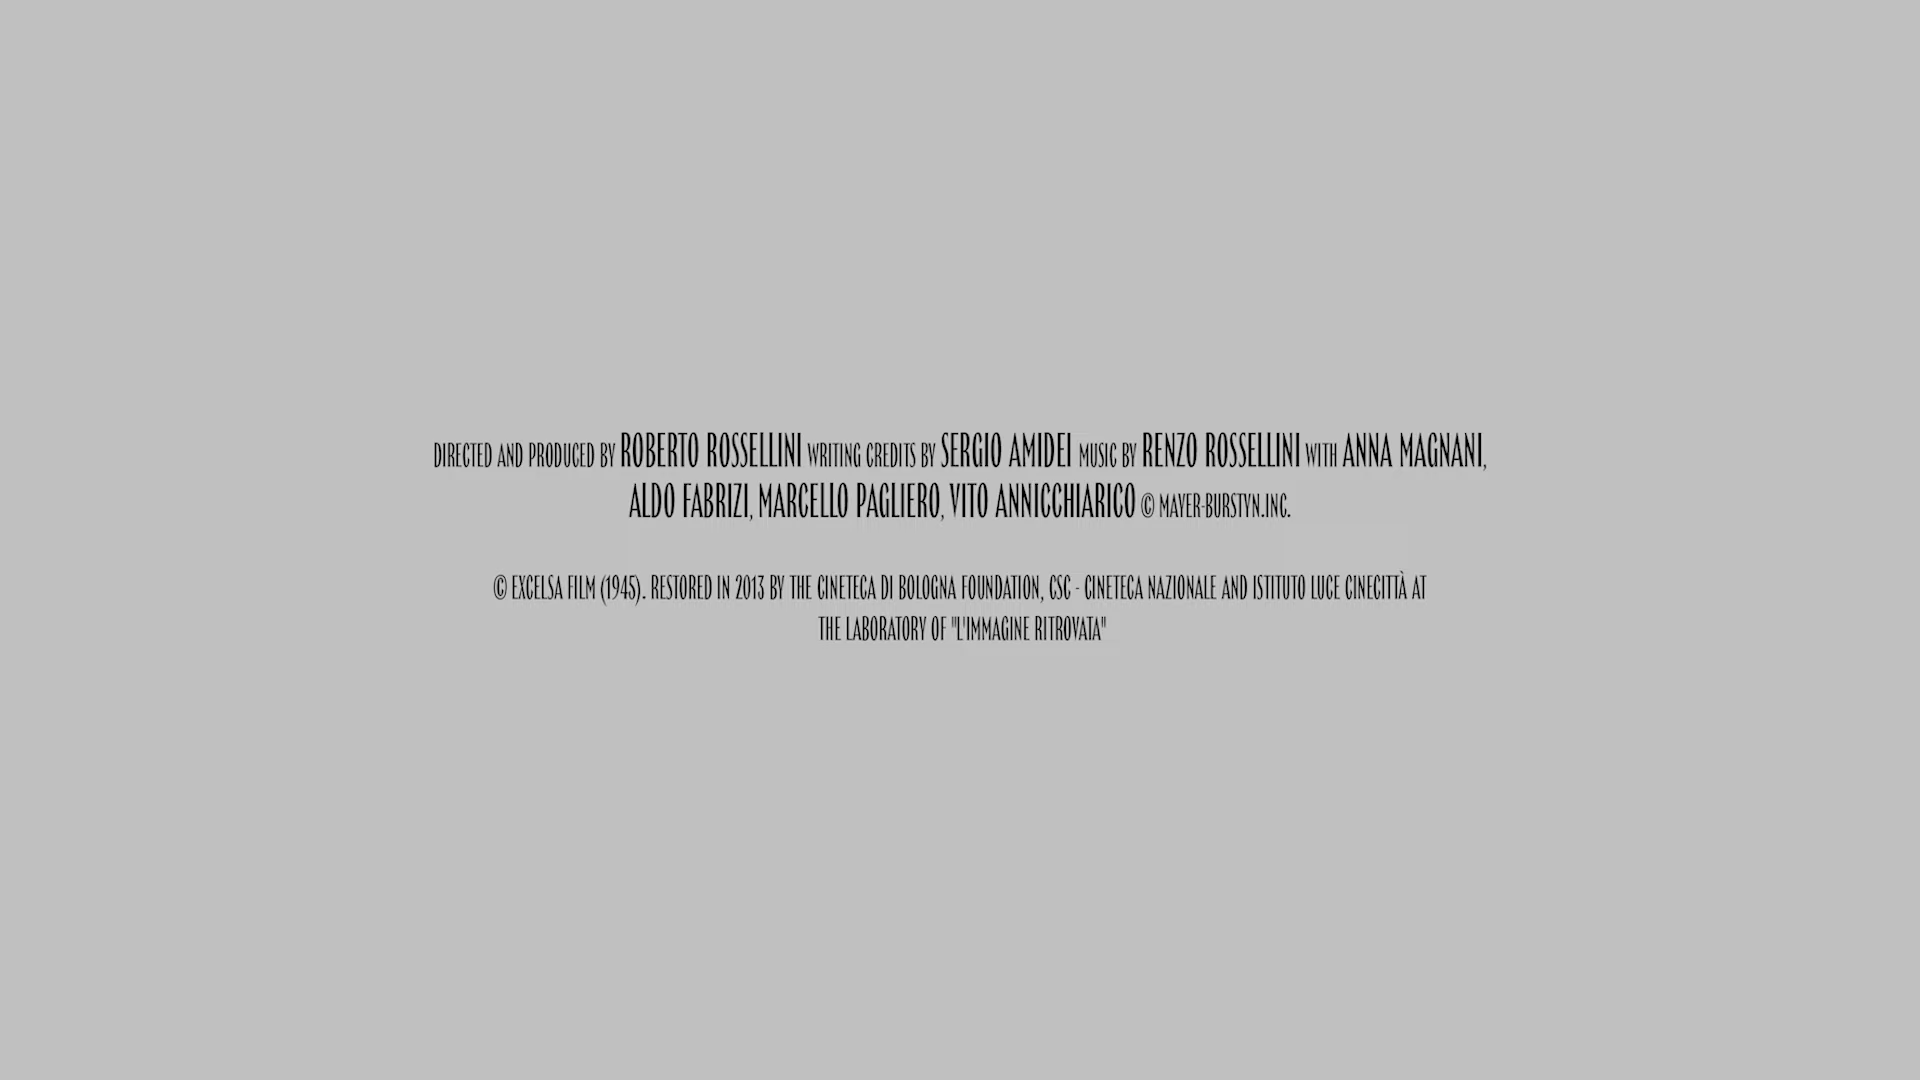 DIRECTED AND PRODUCED BY ROBERTO ROSSELLINI WRITING CREDITS BY SERGIO AMIDEI MUSIC BY RENZO ROSSELLINI WITH ANNA MAGNANI,
ALDO FABRIZI, MARCELLO PAGLIERO, VITO ANNICCHIARICO © MAYER-BURSTYN.INC.
© EXCELSA FILM (1945). RESTORED IN 2013 BY THE CINETECA DI BOLOGNA FOUNDATION, CSC - CINETECA NAZIONALE AND ISTITUTO LUCE CINECITTÀ AT
THE LABORATORY OF "L'IMMAGINE RITROVATA"